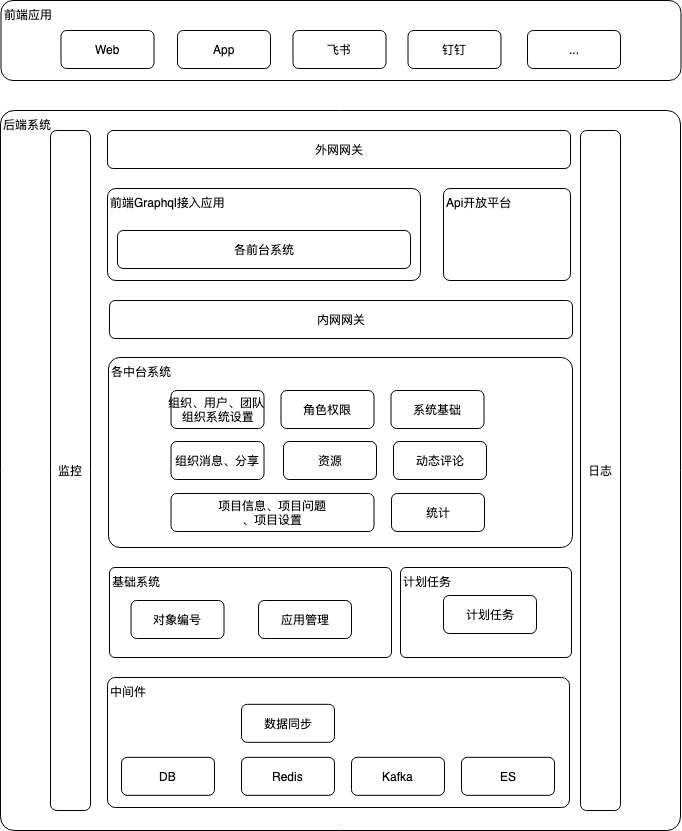 前端应用
Web
App
飞书
钉钉
...
后端系统
外网网关
前端Graphql接入应用
Api开放平台
各前台系统
内网网关
各中台系统
组织、用户、团队
组织系统设置
角色权限
系统基础
监控
组织消息、分享
资源
动态评论
日志
项目信息、项目问题
、项目设置
统计
基础系统
计划任务
对象编号
应用管理
计划任务
中间件
数据同步
DB
Redis
Kafka
ES